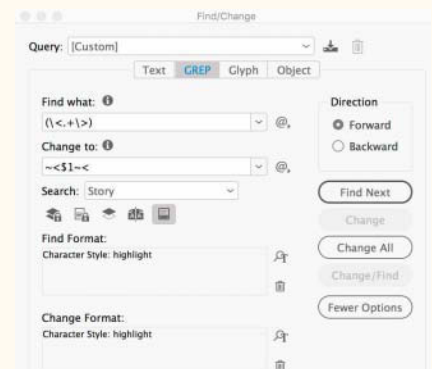 Find/Change
Query: [Custom]
Text GREP Glyph Object
Find what:
(\<.+\>)
@,
Change to:
~<$1~<
@,
Search: Story
Find Format:
Character Style: highlight
Change Format:
Character Style: highlight
Direction
Forward
Backward
Find Next
Change
Change All
Change/Find
Fewer Options